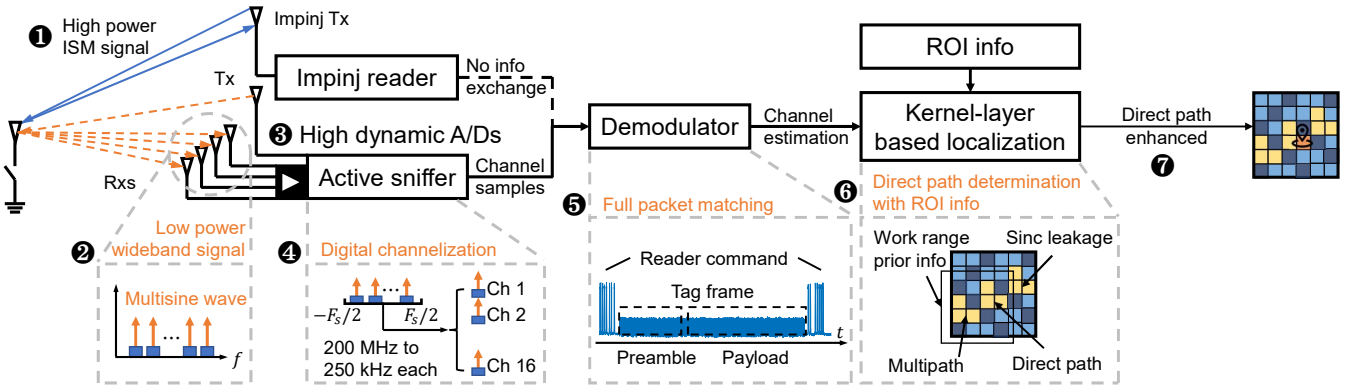 ❶ High power
ISM signal
Impinj Tx
Impinj reader
No info
exchange
Tx
❸ High dynamic A/Ds
Active sniffer
Channel
samples
Rxs
Demodulator
Channel
estimation
ROI info
Kernel-layer
based localization
Direct path
enhanced
❼
❷ Low power
wideband signal
Multisine wave
f
❹ Digital channelization
−F_s/2
F_s/2
Ch 1
Ch 2
Ch 16
200 MHz to
250 kHz each
❺ Full packet matching
Reader command
Tag frame
t
Preamble
Payload
❻ Direct path determination
with ROI info
Work range
prior info
Sinc leakage
Multipath
Direct path